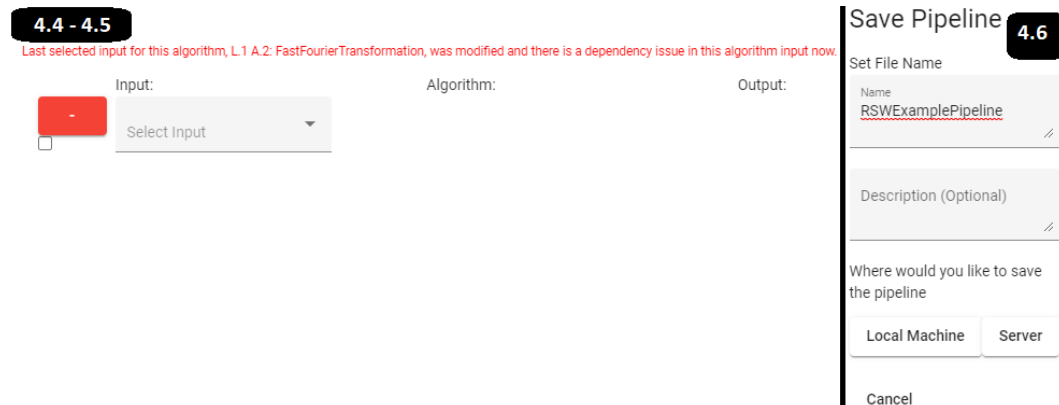 4.4 - 4.5
Last selected input for this algorithm, L.1 A.2: FastFourierTransformation, was modified and there is a dependency issue in this algorithm input now.
Input:
Algorithm:
Output:
-
Select Input
Save Pipeline
4.6
Set File Name
Name
RSWExamplePipeline
Description (Optional)
Where would you like to save
the pipeline
Local Machine
Server
Cancel